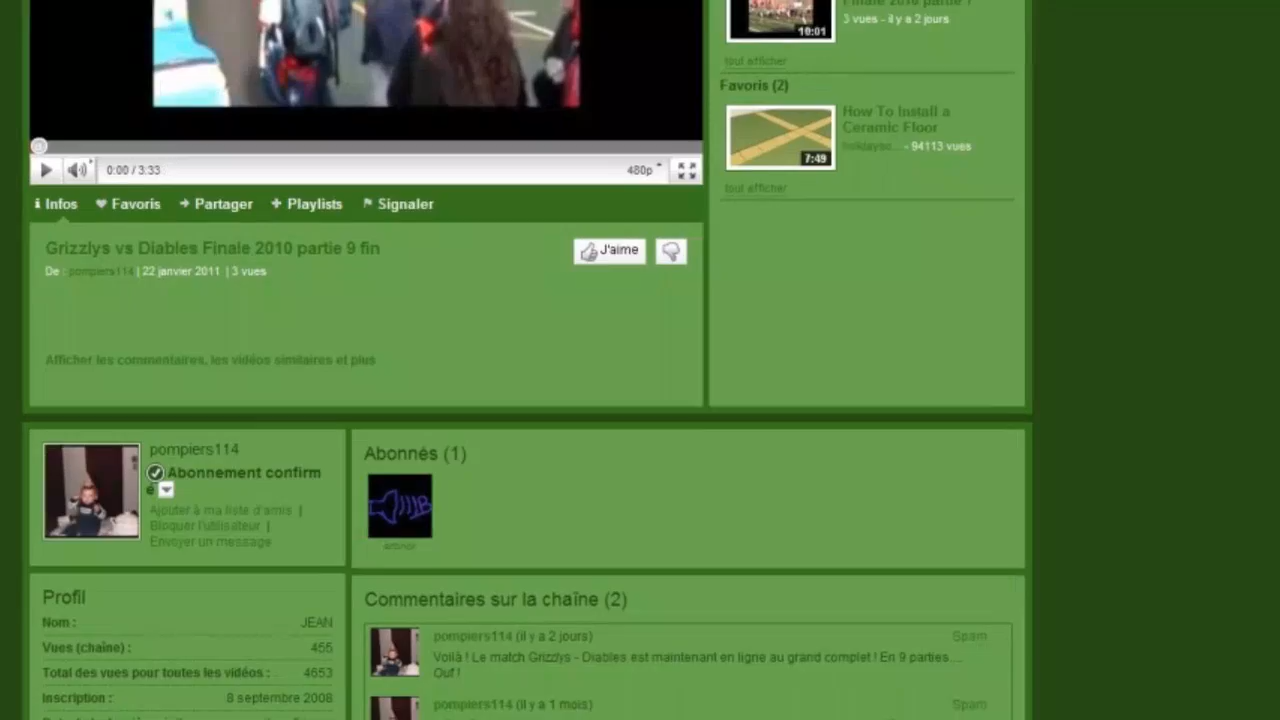 3 vues - il y a 2 jours
10:01
tout afficher
Favoris (2)
How To Install a
Ceramic Floor
- 94113 vues
7:49
tout afficher
0:00 / 3:33
480p
Infos
Favoris
Partager
Playlists
Signaler
Grizzlys vs Diables Finale 2010 partie 9 fin
J'aime
De : pompiers114 | 22 janvier 2011 | 3 vues
Afficher les commentaires, les vidéos similaires et plus
pompiers114
Abonnement confirm
é
Ajouter à ma liste d'amis |
Bloquer l'utilisateur |
Envoyer un message
Abonnés (1)
Profil
Nom : JEAN
Vues (chaîne) : 455
Total des vues pour toutes les vidéos : 4653
Inscription : 8 septembre 2008
Commentaires sur la chaîne (2)
pompiers114 (il y a 2 jours) Spam
Voilà ! Le match Grizzlys - Diables est maintenant en ligne au grand complet ! En 9 parties....
Ouf !
pompiers114 (il y a 1 mois) Spam